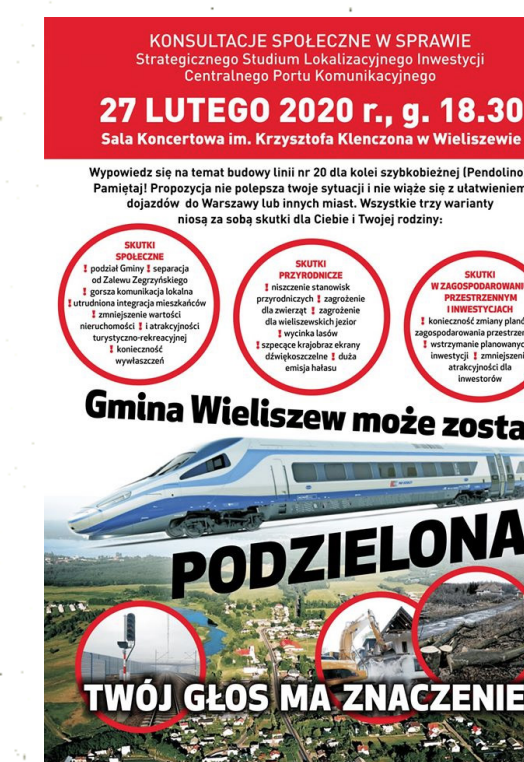 KONSULTACJE SPOŁECZNE W SPRAWIE
Strategicznego Studium Lokalizacyjnego Inwestycji
Centralnego Portu Komunikacyjnego
27 LUTEGO 2020 r., g. 18.30
Sala Koncertowa im. Krzysztofa Klenczona w Wieliszewie
Wypowiedz się na temat budowy linii nr 20 dla kolei szybkobieżnej (Pendolino
Pamiętaj! Propozycja nie polepsza twoje sytuacji i nie wiąże się z ułatwieniem
dojazdów do Warszawy lub innych miast. Wszystkie trzy warianty
niosą za sobą skutki dla Ciebie i Twojej rodziny:
SKUTKI
SPOŁECZNE
! podział Gminy ! separacja
od Zalewu Zegrzyńskiego
! gorsza komunikacja lokalna
! utrudniona integracja mieszkańców
! zmniejszenie wartości
nieruchomości ! i atrakcyjności
turystyczno-rekreacyjnej
! konieczność
wywłaszczeń
SKUTKI
PRZYRODNICZE
! niszczenie stanowisk
przyrodniczych ! zagrożenie
dla zwierząt ! zagrożenie
dla wieliszewskich jezior
! wycinka lasów
! szpecące krajobraz ekrany
dźwiękoszczelne ! duża
emisja hałasu
SKUTKI
W ZAGOSPODAROWANI
PRZESTRZENNYM
I INWESTYCJACH
! konieczność zmiany planó
zagospodarowania przestrze
! wstrzymanie planowanyc
inwestycji ! zmniejszeni
atrakcyjności dla
inwestorów
Gmina Wieliszew może zosta
PODZIELONA
TWÓJ GŁOS MA ZNACZENIE